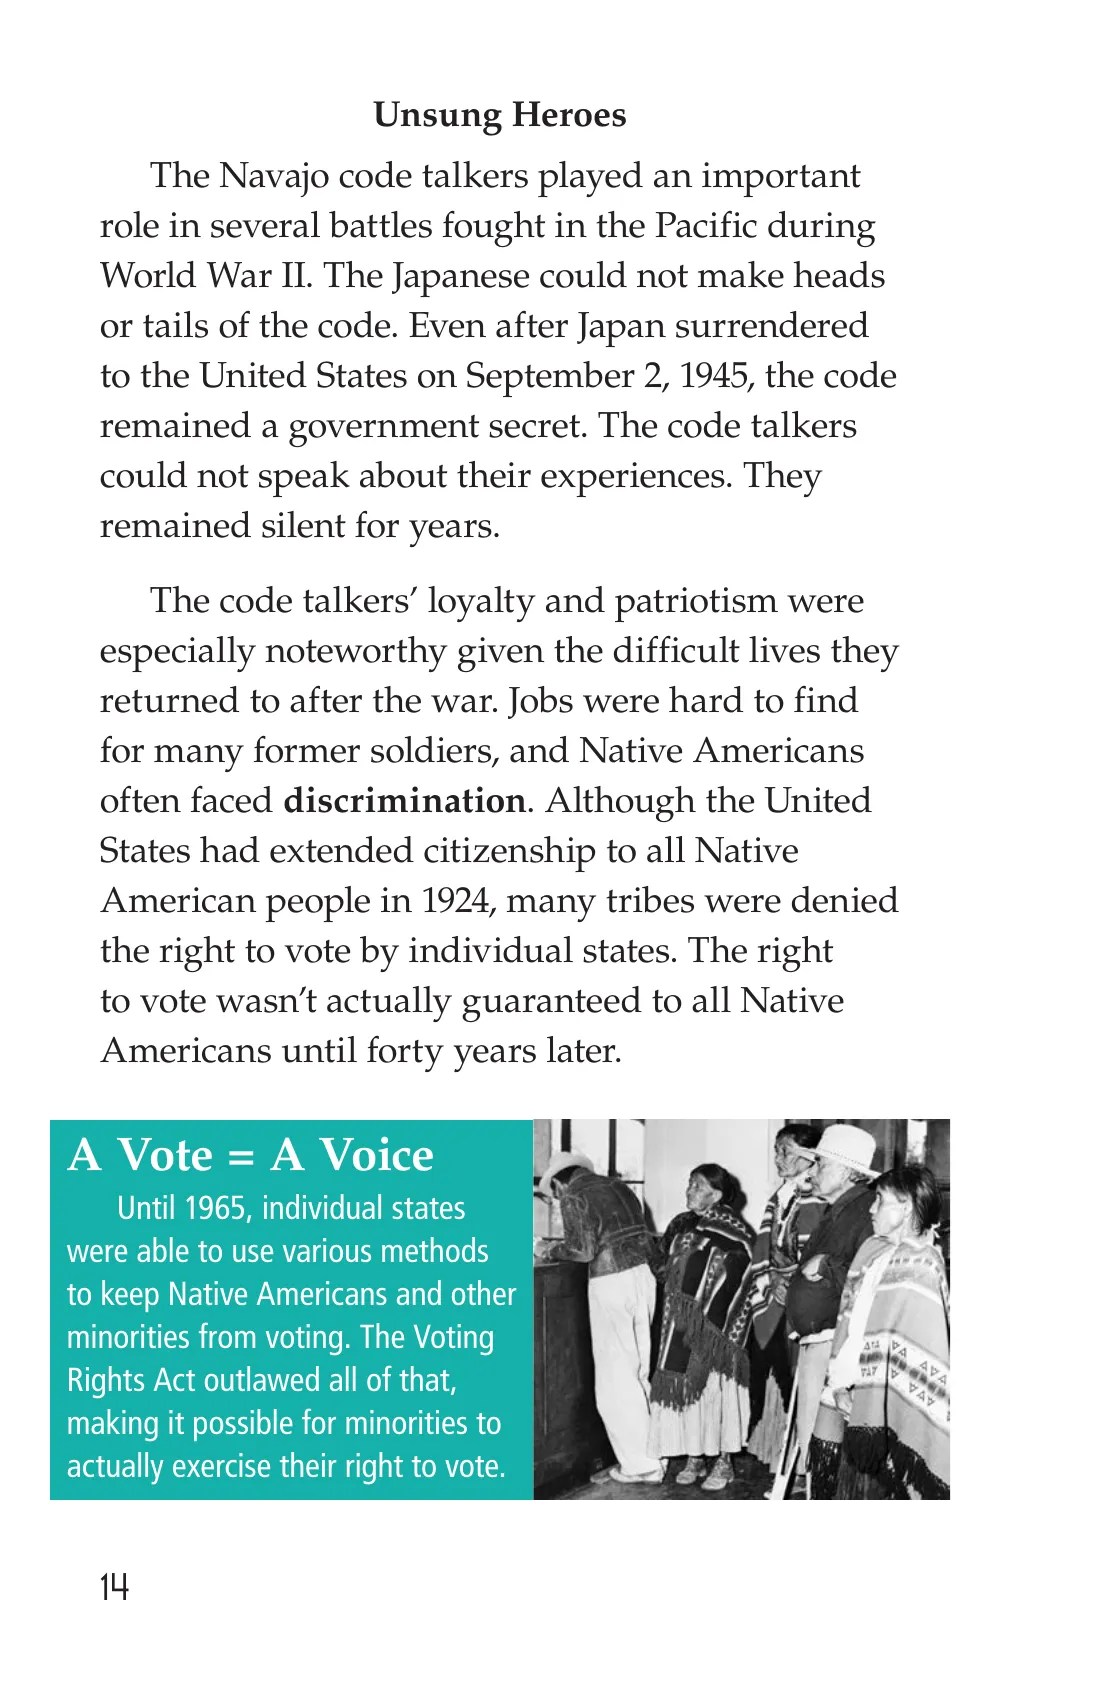 Unsung Heroes
The Navajo code talkers played an important
role in several battles fought in the Pacific during
World War II. The Japanese could not make heads
or tails of the code. Even after Japan surrendered
to the United States on September 2, 1945, the code
remained a government secret. The code talkers
could not speak about their experiences. They
remained silent for years.
The code talkers’ loyalty and patriotism were
especially noteworthy given the difficult lives they
returned to after the war. Jobs were hard to find
for many former soldiers, and Native Americans
often faced discrimination. Although the United
States had extended citizenship to all Native
American people in 1924, many tribes were denied
the right to vote by individual states. The right
to vote wasn’t actually guaranteed to all Native
Americans until forty years later.
A Vote = A Voice
Until 1965, individual states
were able to use various methods
to keep Native Americans and other
minorities from voting. The Voting
Rights Act outlawed all of that,
making it possible for minorities to
actually exercise their right to vote.
14